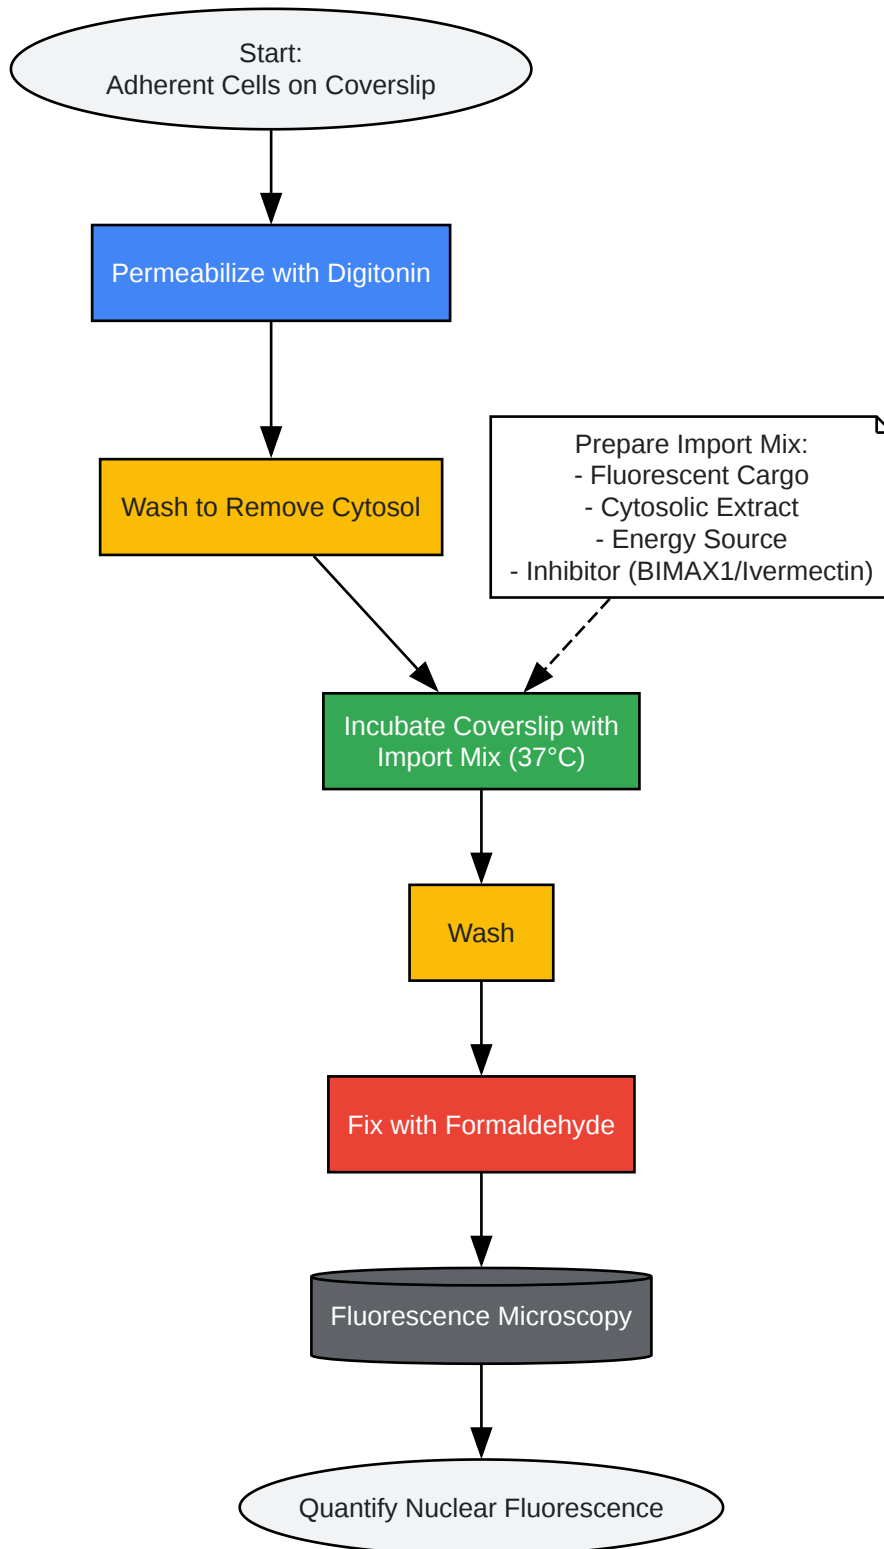 Start:
Adherent Cells on Coverslip
Permeabilize with Digitonin
Wash to Remove Cytosol
Prepare Import Mix:
- Fluorescent Cargo
- Cytosolic Extract
- Energy Source
- Inhibitor (BIMAX1/Ivermectin)
Incubate Coverslip with
Import Mix (37°C)
Wash
Fix with Formaldehyde
Fluorescence Microscopy
Quantify Nuclear Fluorescence